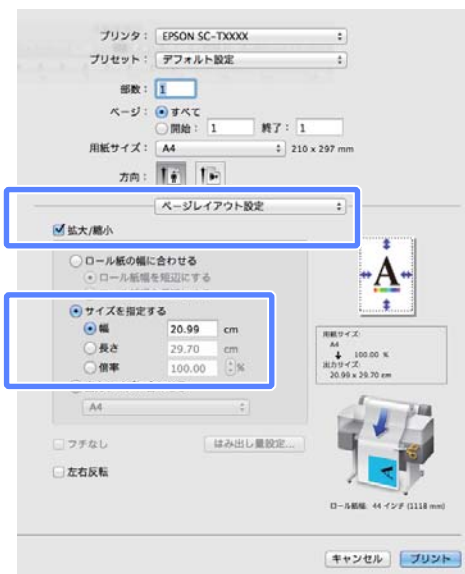 プリンタ： EPSON SC-TXXXX
プリセット： デフォルト設定
部数： 1
ページ： すべて
開始： 1 終了： 1
用紙サイズ： A4 210 x 297 mm
方向：
ページレイアウト設定
拡大/縮小
ロール紙の幅に合わせる
ロール紙幅を短辺にする
サイズを指定する
幅 20.99 cm
長さ 29.70 cm
倍率 100.00 %
A4
A
用紙サイズ:
A4
100.00 %
出力サイズ:
20.99 x 29.70 cm
フチなし はみ出し量設定...
左右反転
ロール紙幅: 44 インチ (1118 mm)
キャンセル プリント